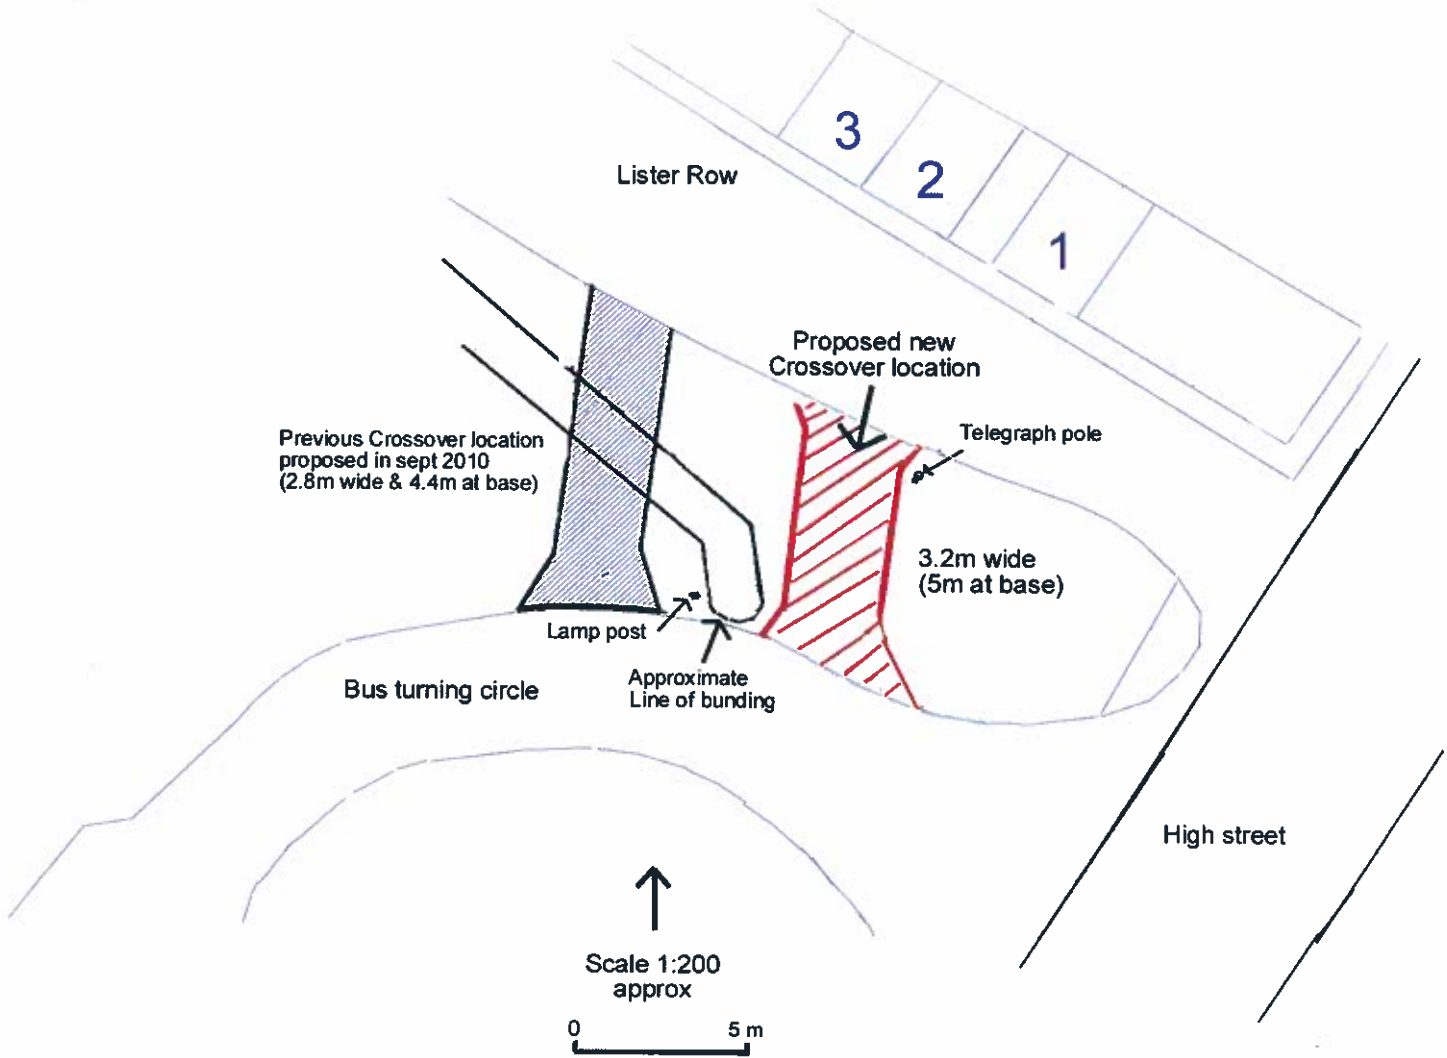 3
2
1
Lister Row
Proposed new
Crossover location
Telegraph pole
Previous Crossover location
proposed in sept 2010
(2.8m wide & 4.4m at base)
3.2m wide
(5m at base)
Lamp post
Approximate
Line of bunding
Bus turning circle
High street
Scale 1:200
approx
0 5 m